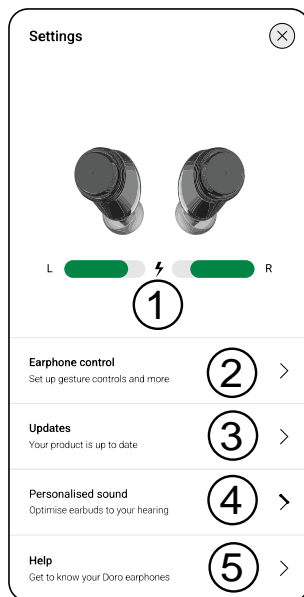 Settings
L
R
1
Earphone control
Set up gesture controls and more
2
Updates
Your product is up to date
3
Personalised sound
Optimise earbuds to your hearing
4
Help
Get to know your Doro earphones
5